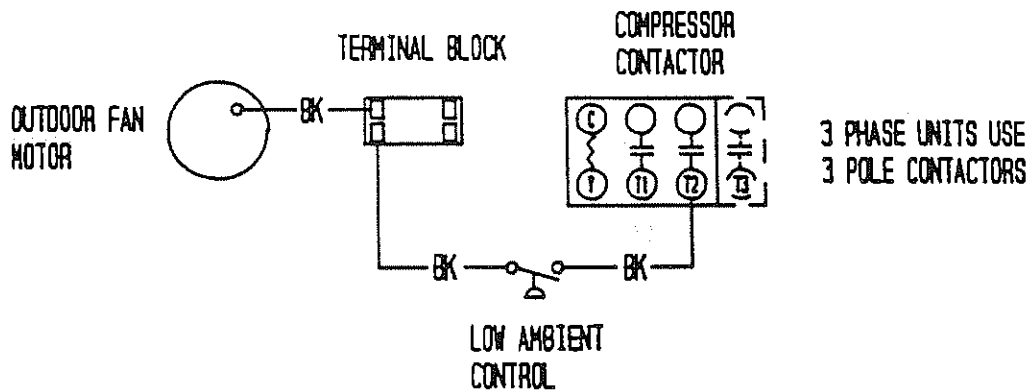 COMPRESSOR
CONTACTOR
TERMINAL BLOCK
OUTDOOR FAN
MOTOR
BK
C
T
T1
T2
T3
3 PHASE UNITS USE
3 POLE CONTACTORS
BK
BK
LOW AMBIENT
CONTROL